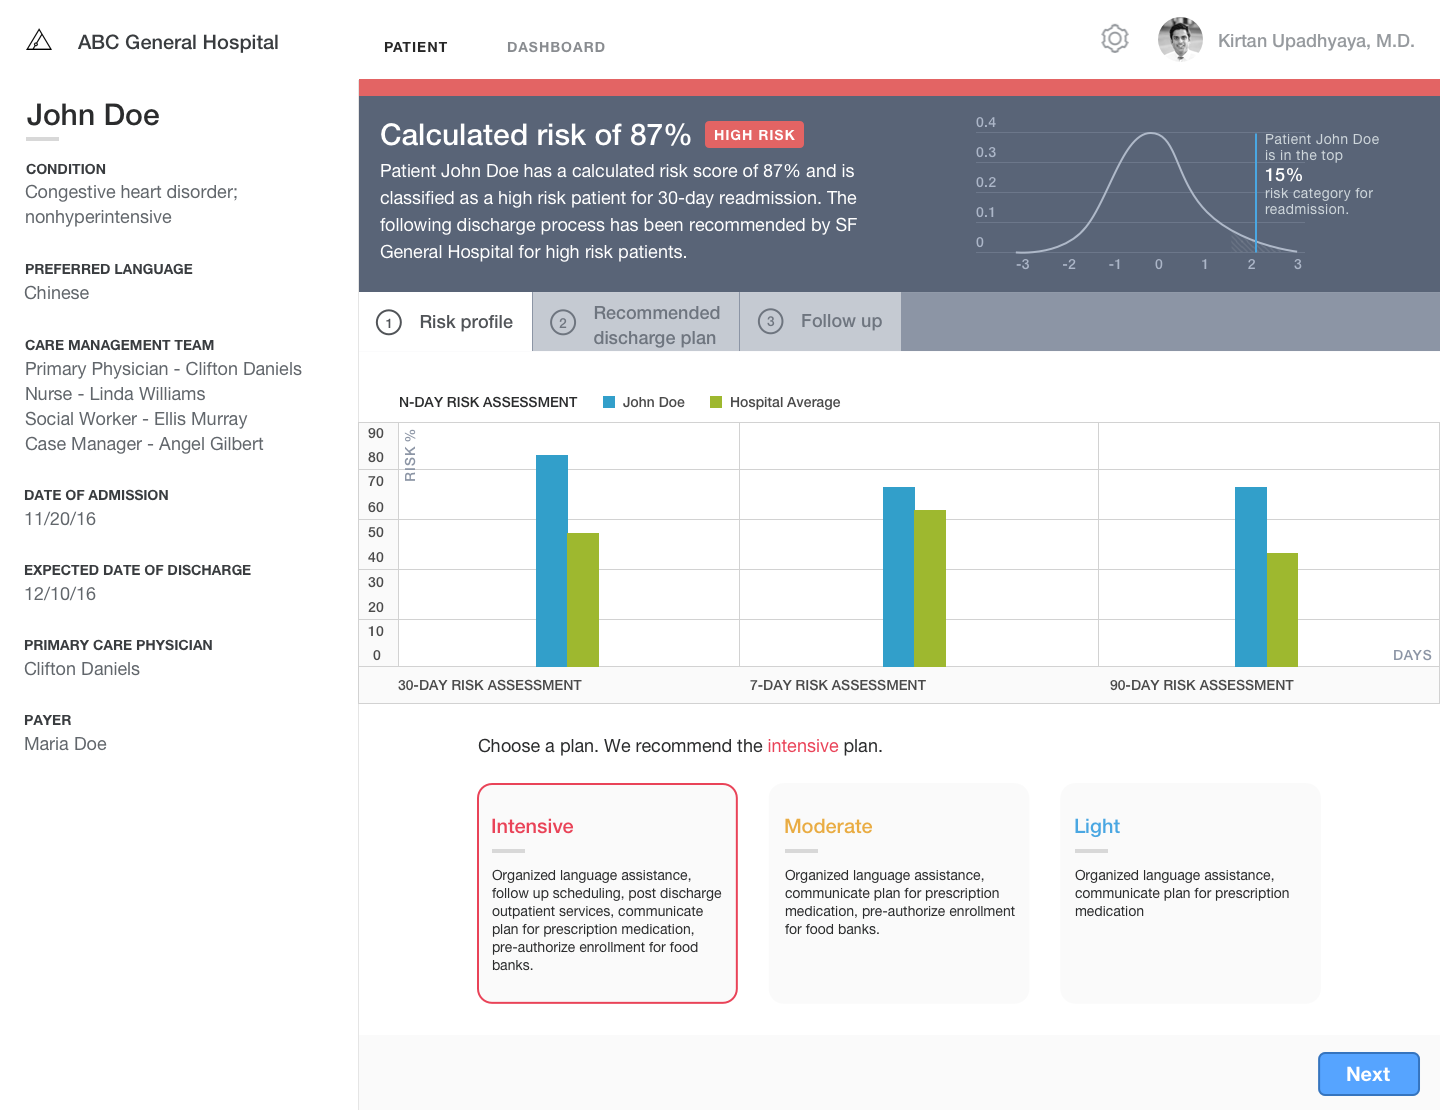 ABC General Hospital
PATIENT
DASHBOARD
Kirtan Upadhyaya, M.D.
John Doe
CONDITION
Congestive heart disorder;
nonhyperintensive
PREFERRED LANGUAGE
Chinese
CARE MANAGEMENT TEAM
Primary Physician - Clifton Daniels
Nurse - Linda Williams
Social Worker - Ellis Murray
Case Manager - Angel Gilbert
DATE OF ADMISSION
11/20/16
EXPECTED DATE OF DISCHARGE
12/10/16
PRIMARY CARE PHYSICIAN
Clifton Daniels
PAYER
Maria Doe
Calculated risk of 87%
HIGH RISK
Patient John Doe has a calculated risk score of 87% and is
classified as a high risk patient for 30-day readmission. The
following discharge process has been recommended by SF
General Hospital for high risk patients.
0.4
0.3
0.2
0.1
0
-3 -2 -1 0 1 2 3
Patient John Doe
is in the top
15%
risk category for
readmission.
1 Risk profile
2 Recommended
discharge plan
3 Follow up
N-DAY RISK ASSESSMENT
John Doe
Hospital Average
RISK %
90
80
70
60
50
40
30
20
10
0
DAYS
30-DAY RISK ASSESSMENT
7-DAY RISK ASSESSMENT
90-DAY RISK ASSESSMENT
Choose a plan. We recommend the intensive plan.
Intensive
Organized language assistance,
follow up scheduling, post discharge
outpatient services, communicate
plan for prescription medication,
pre-authorize enrollment for food
banks.
Moderate
Organized language assistance,
communicate plan for prescription
medication, pre-authorize enrollment
for food banks.
Light
Organized language assistance,
communicate plan for prescription
medication
Next